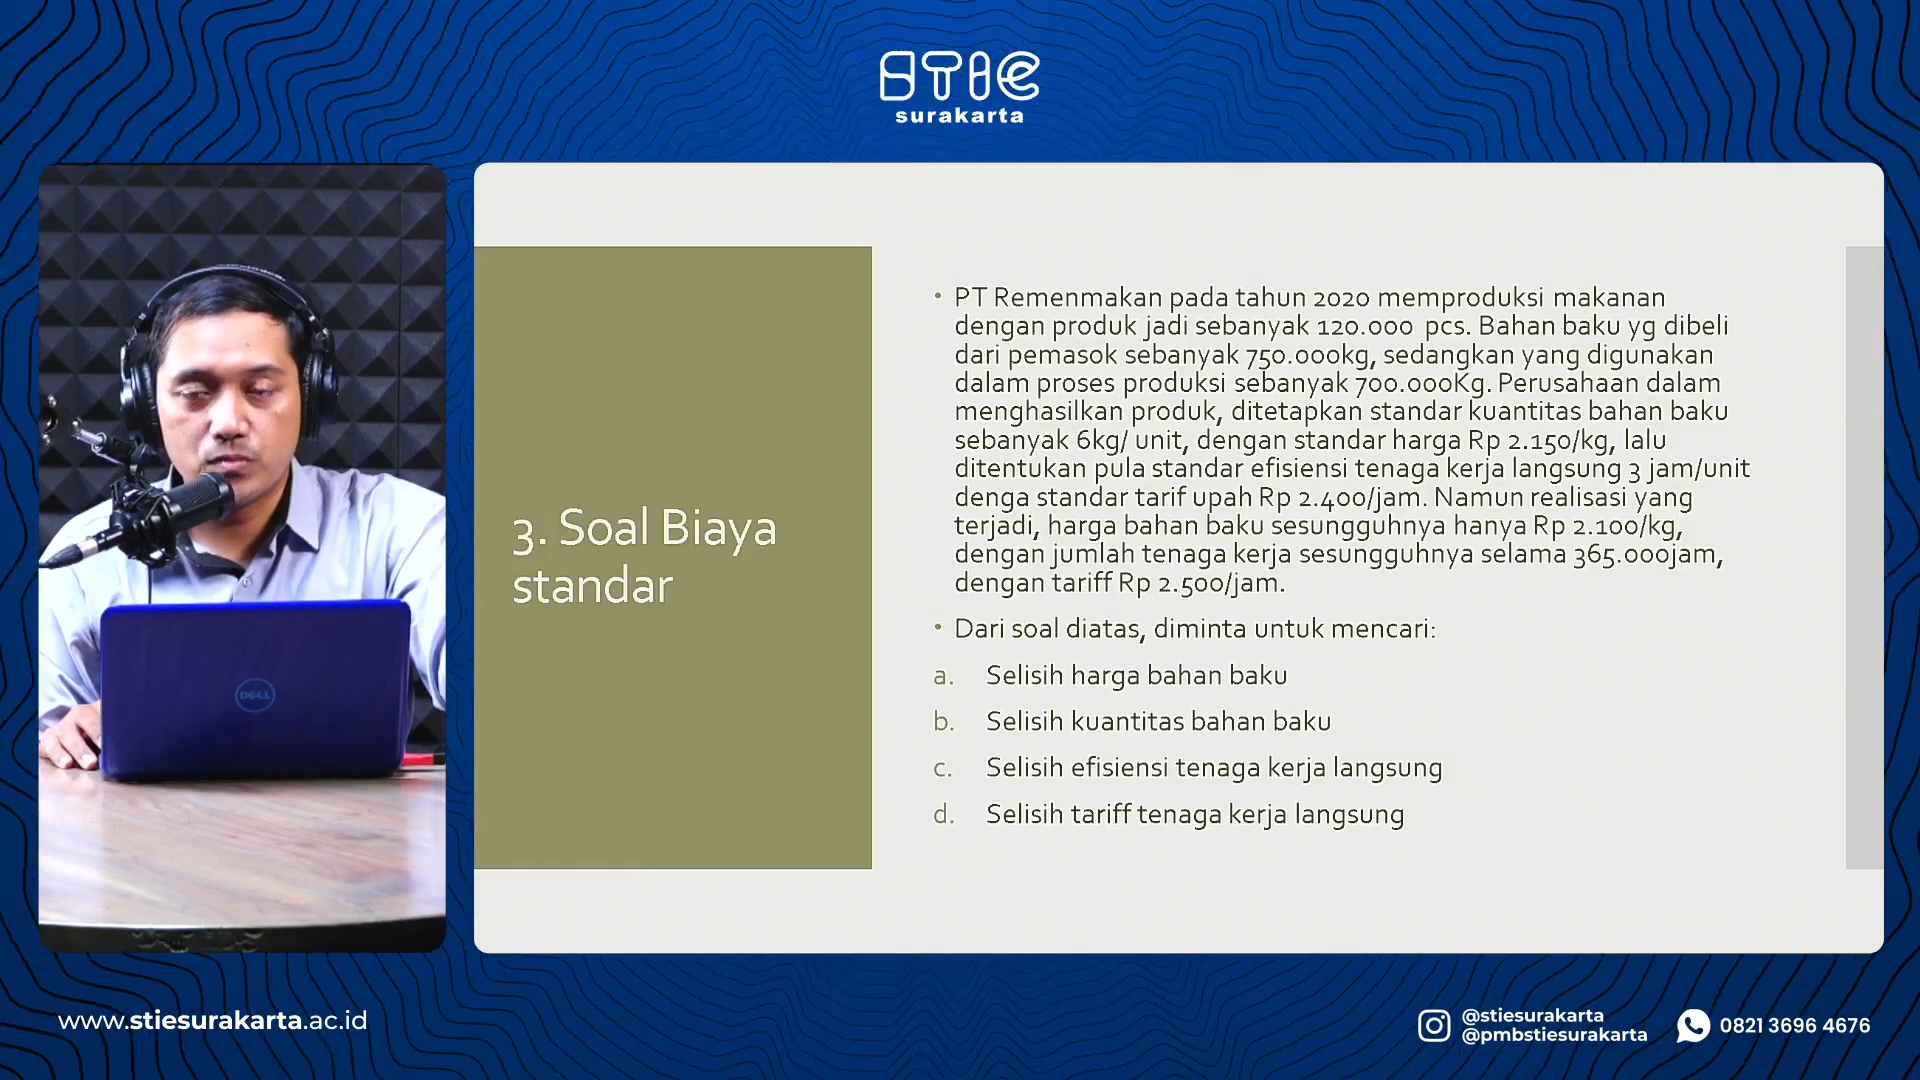 STIE
surakarta
3. Soal Biaya
standar
• PT Remenmakan pada tahun 2020 memproduksi makanan
dengan produk jadi sebanyak 120.000 pcs. Bahan baku yg dibeli
dari pemasok sebanyak 750.000kg, sedangkan yang digunakan
dalam proses produksi sebanyak 700.000Kg. Perusahaan dalam
menghasilkan produk, ditetapkan standar kuantitas bahan baku
sebanyak 6kg/ unit, dengan standar harga Rp 2.150/kg, lalu
ditentukan pula standar efisiensi tenaga kerja langsung 3 jam/unit
denga standar tarif upah Rp 2.400/jam. Namun realisasi yang
terjadi, harga bahan baku sesungguhnya hanya Rp 2.100/kg,
dengan jumlah tenaga kerja sesungguhnya selama 365.000jam,
dengan tariff Rp 2.500/jam.
• Dari soal diatas, diminta untuk mencari:
a. Selisih harga bahan baku
b. Selisih kuantitas bahan baku
c. Selisih efisiensi tenaga kerja langsung
d. Selisih tariff tenaga kerja langsung
DELL
www.stiesurakarta.ac.id
@stiesurakarta
@pmbstiesurakarta
0821 3696 4676